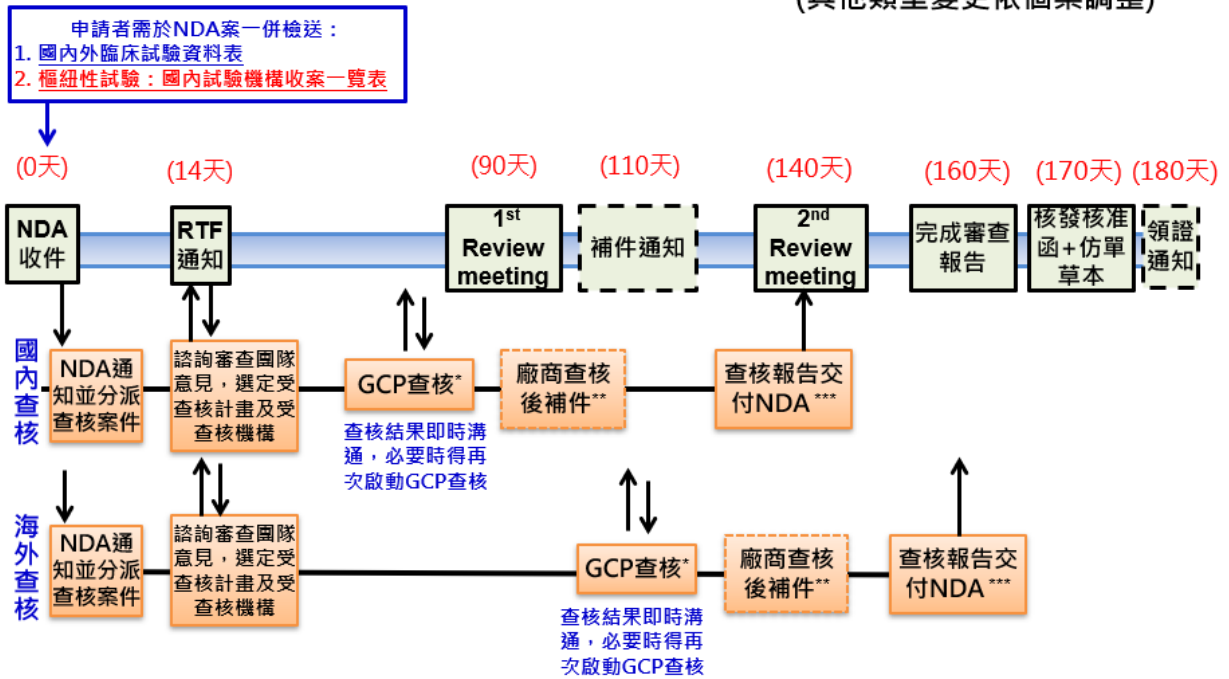 (其他類型變更依個案調整)
申請者需於NDA案一併檢送：
1. 國內外臨床試驗資料表
2. 樞紐性試驗：國內試驗機構收案一覽表
(0天)
(14天)
(90天)
(110天)
(140天)
(160天)
(170天)
(180天)
NDA
收件
RTF
通知
1st
Review
meeting
補件通知
2nd
Review
meeting
完成審查
報告
核發核准
函+仿單
草本
領證
通知
國內查核
NDA通
知並分派
查核案件
諮詢審查團隊
意見，選定受
查核計畫及受
查核機構
GCP查核*
查核結果即時溝
通，必要時得再
次啟動GCP查核
廠商查核
後補件**
查核報告交
付NDA***
海外查核
NDA通
知並分派
查核案件
諮詢審查團隊
意見，選定受
查核計畫及受
查核機構
GCP查核*
查核結果即時溝
通，必要時得再
次啟動GCP查核
廠商查核
後補件**
查核報告交
付NDA***